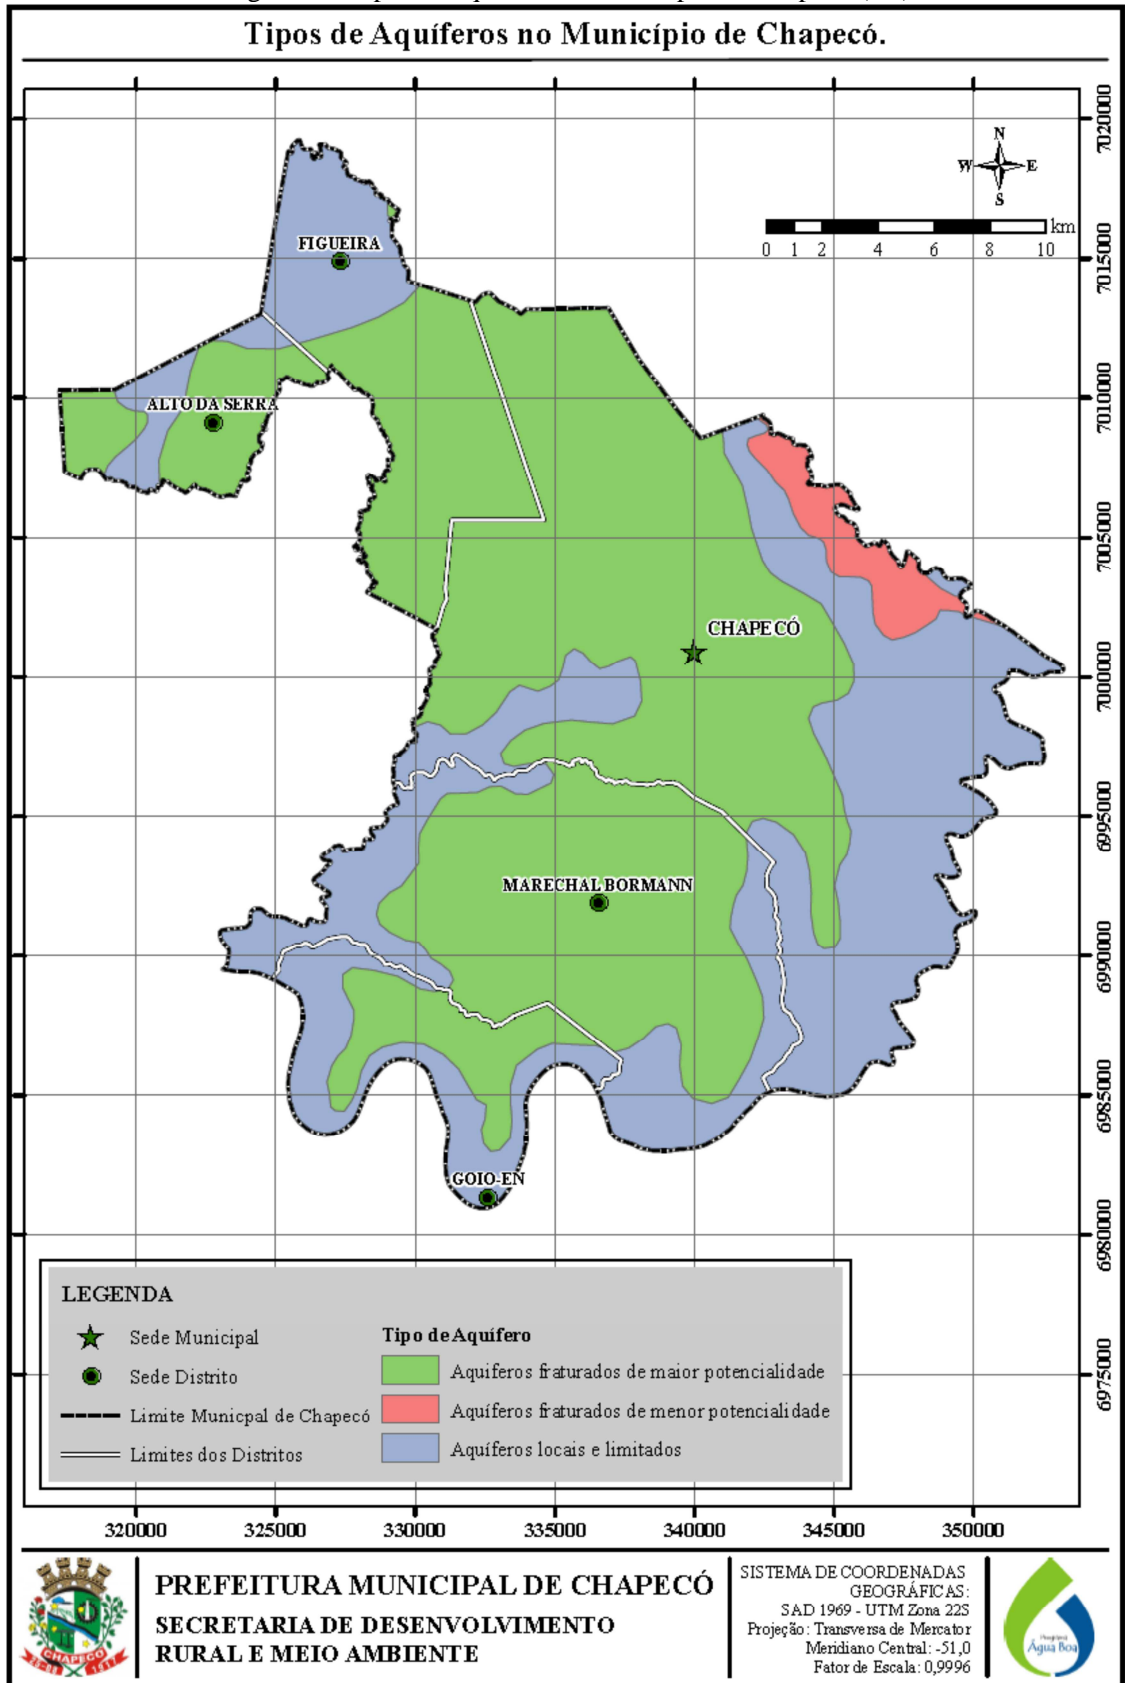 Tipos de Aquíferos no Município de Chapecó.
7020000
7015000
7010000
7005000
7000000
6995000
6990000
6985000
6980000
6975000
N
W E
S
km
0 1 2 4 6 8 10
FIGUEIRA
ALTO DA SERRA
CHAPECÓ
MARECHAL BORMANN
GOIO-EN
LEGENDA
Sede Municipal
Sede Distrito
Limite Municpal de Chapecó
Limites dos Distritos
Tipo de Aquífero
Aquíferos fraturados de maior potencialidade
Aquíferos fraturados de menor potencialidade
Aquíferos locais e limitados
320000 325000 330000 335000 340000 345000 350000
CHAPECÓ
1917
PREFEITURA MUNICIPAL DE CHAPECÓ
SECRETARIA DE DESENVOLVIMENTO
RURAL E MEIO AMBIENTE
SISTEMA DE COORDENADAS
GEOGRÁFICAS:
SAD 1969 - UTM Zona 22S
Projeção: Transversa de Mercator
Meridiano Central: -51,0
Fator de Escala: 0,9996
Água Boa